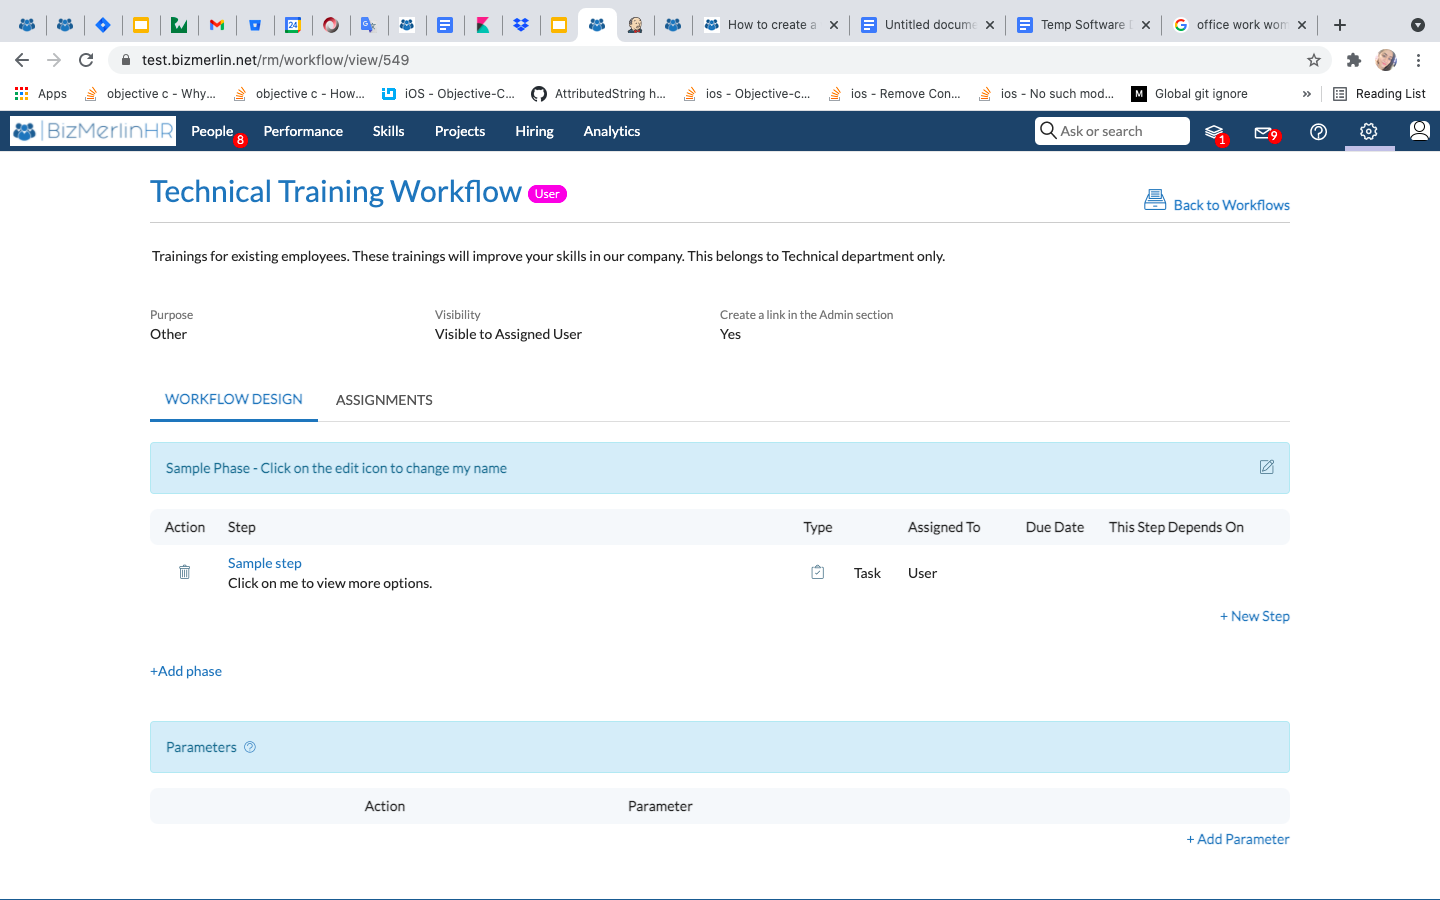 How to create a
Untitled docume
Temp Software D
office work wom
test.bizmerlin.net/rm/workflow/view/549
Apps
objective c - Why...
objective c - How...
iOS - Objective-C...
AttributedString h...
ios - Objective-c...
ios - Remove Con...
ios - No such mod...
M Global git ignore
»
Reading List
BizMerlinHR
People 8
Performance
Skills
Projects
Hiring
Analytics
Ask or search
1
9
Technical Training Workflow User
Back to Workflows
Trainings for existing employees. These trainings will improve your skills in our company. This belongs to Technical department only.
Purpose
Other
Visibility
Visible to Assigned User
Create a link in the Admin section
Yes
WORKFLOW DESIGN
ASSIGNMENTS
Sample Phase - Click on the edit icon to change my name
Action Step Type Assigned To Due Date This Step Depends On
Sample step
Click on me to view more options.
Task User
+ New Step
+Add phase
Parameters
Action Parameter
+ Add Parameter